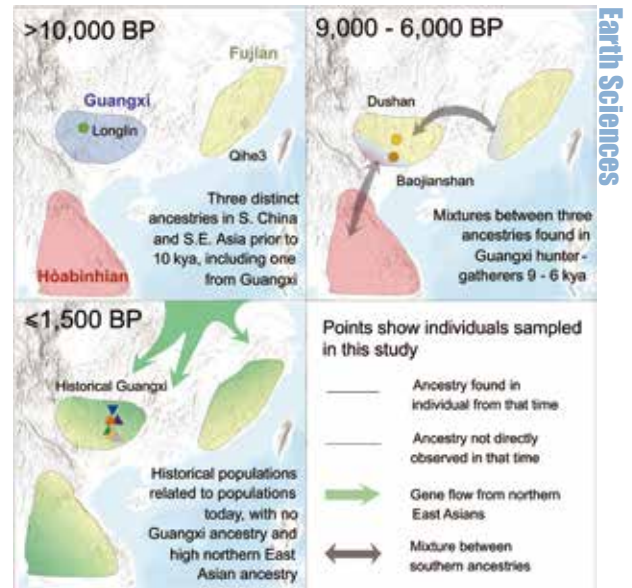 >10,000 BP
Fujian
Guangxi
Longlin
Qihe3
Three distinct
ancestries in S. China
and S.E. Asia prior to
10 kya, including one
from Guangxi
Hòabìnhian
9,000 - 6,000 BP
Dushan
Baojianshan
Mixtures between three
ancestries found in
Guangxi hunter-
gatherers 9 - 6 kya
Earth Sciences
≤1,500 BP
Historical Guangxi
Historical populations
related to populations
today, with no
Guangxi ancestry and
high northern East
Asian ancestry
Points show individuals sampled
in this study
Ancestry found in
individual from that time
Ancestry not directly
observed in that time
Gene flow from northern
East Asians
Mixture between
southern ancestries